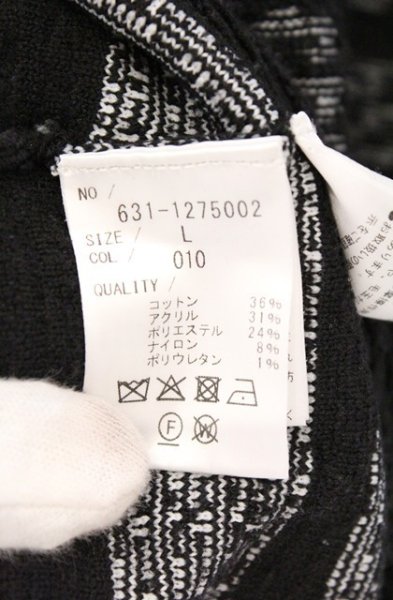 NO /
631-1275002
SIZE / L
COL. / 010
QUALITY /
コットン 36%
アクリル 31%
ポリエステル 24%
ナイロン 8%
ポリウレタン 1%
F
W